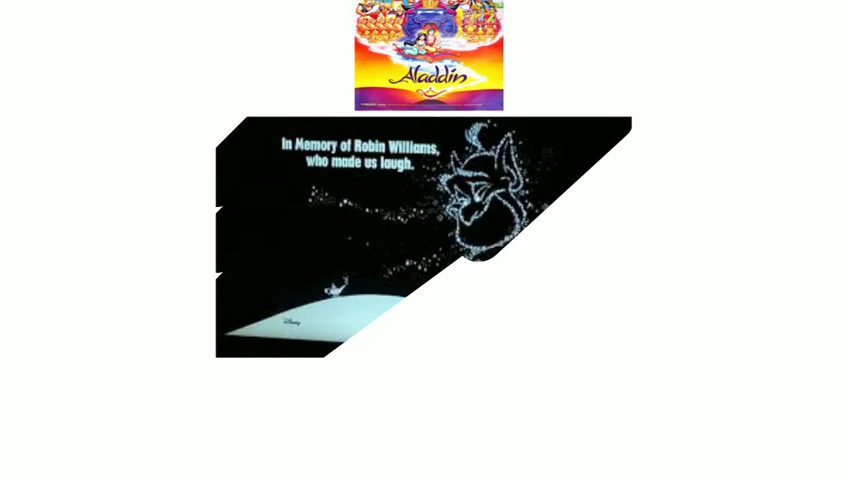 Aladdin
In Memory of Robin Williams,
who made us laugh.
Disney